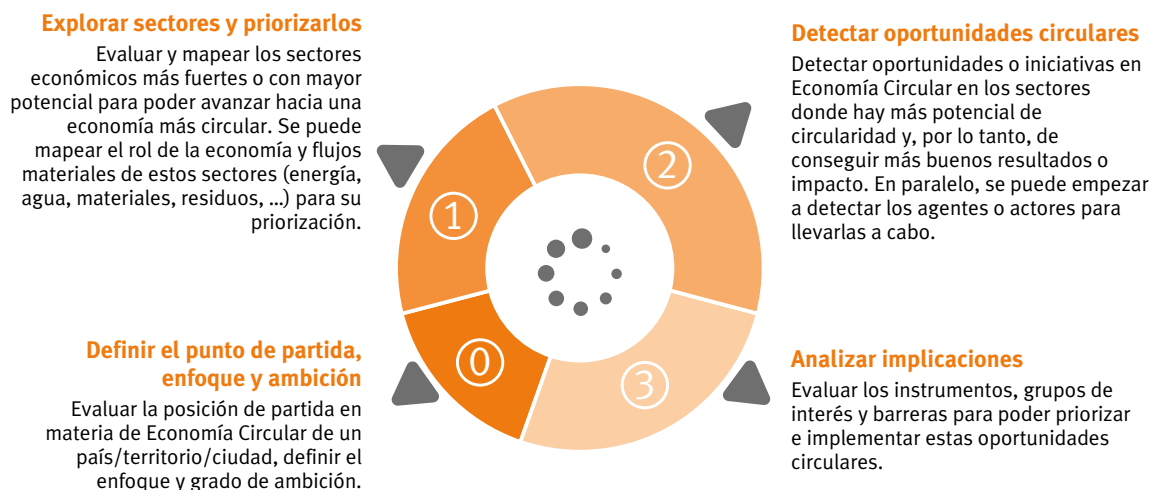 Explorar sectores y priorizarlos
Evaluar y mapear los sectores
económicos más fuertes o con mayor
potencial para poder avanzar hacia una
economía más circular. Se puede
mapear el rol de la economía y flujos
materiales de estos sectores (energía,
agua, materiales, residuos, ...) para su
priorización.
Detectar oportunidades circulares
Detectar oportunidades o iniciativas en
Economía Circular en los sectores
donde hay más potencial de
circularidad y, por lo tanto, de
conseguir más buenos resultados o
impacto. En paralelo, se puede empezar
a detectar los agentes o actores para
llevarlas a cabo.
1
2
0
3
Definir el punto de partida,
enfoque y ambición
Evaluar la posición de partida en
materia de Economía Circular de un
país/territorio/ciudad, definir el
enfoque y grado de ambición.
Analizar implicaciones
Evaluar los instrumentos, grupos de
interés y barreras para poder priorizar
e implementar estas oportunidades
circulares.